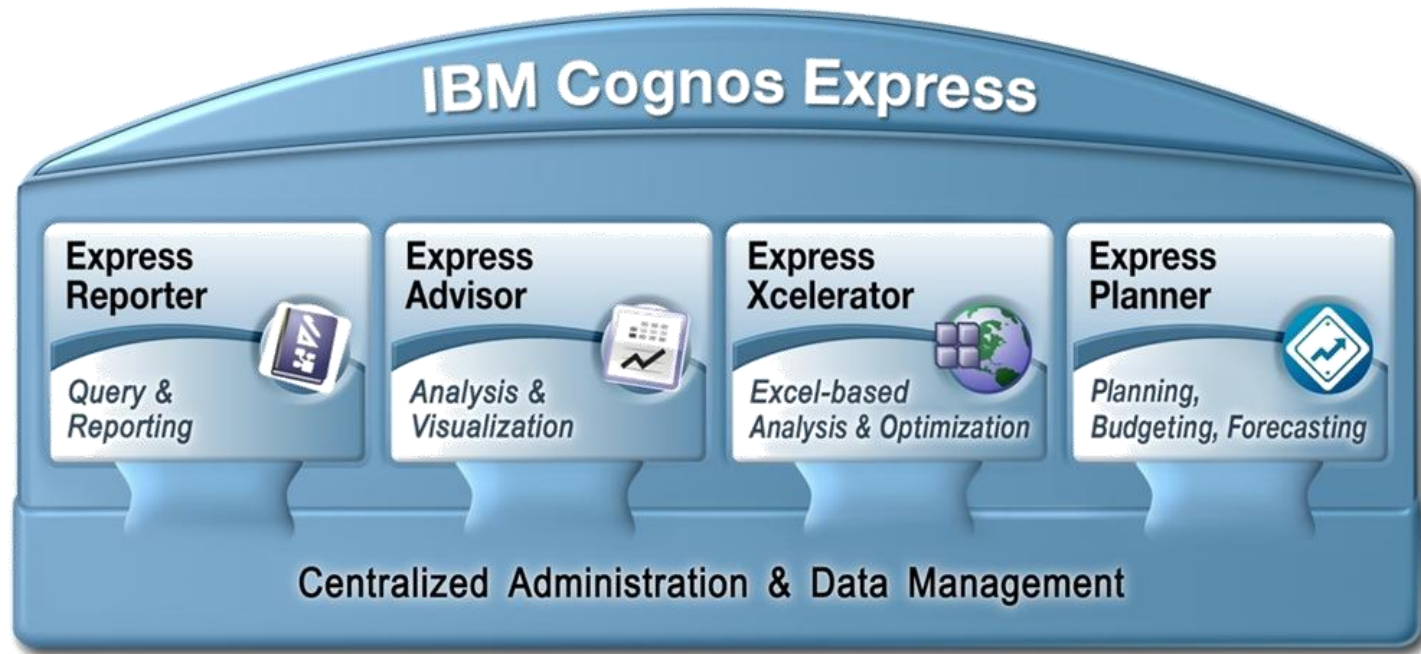 IBM Cognos Express
Express
Reporter
Query &
Reporting
Express
Advisor
Analysis &
Visualization
Express
Xcelerator
Excel-based
Analysis & Optimization
Express
Planner
Planning,
Budgeting, Forecasting
Centralized Administration & Data Management